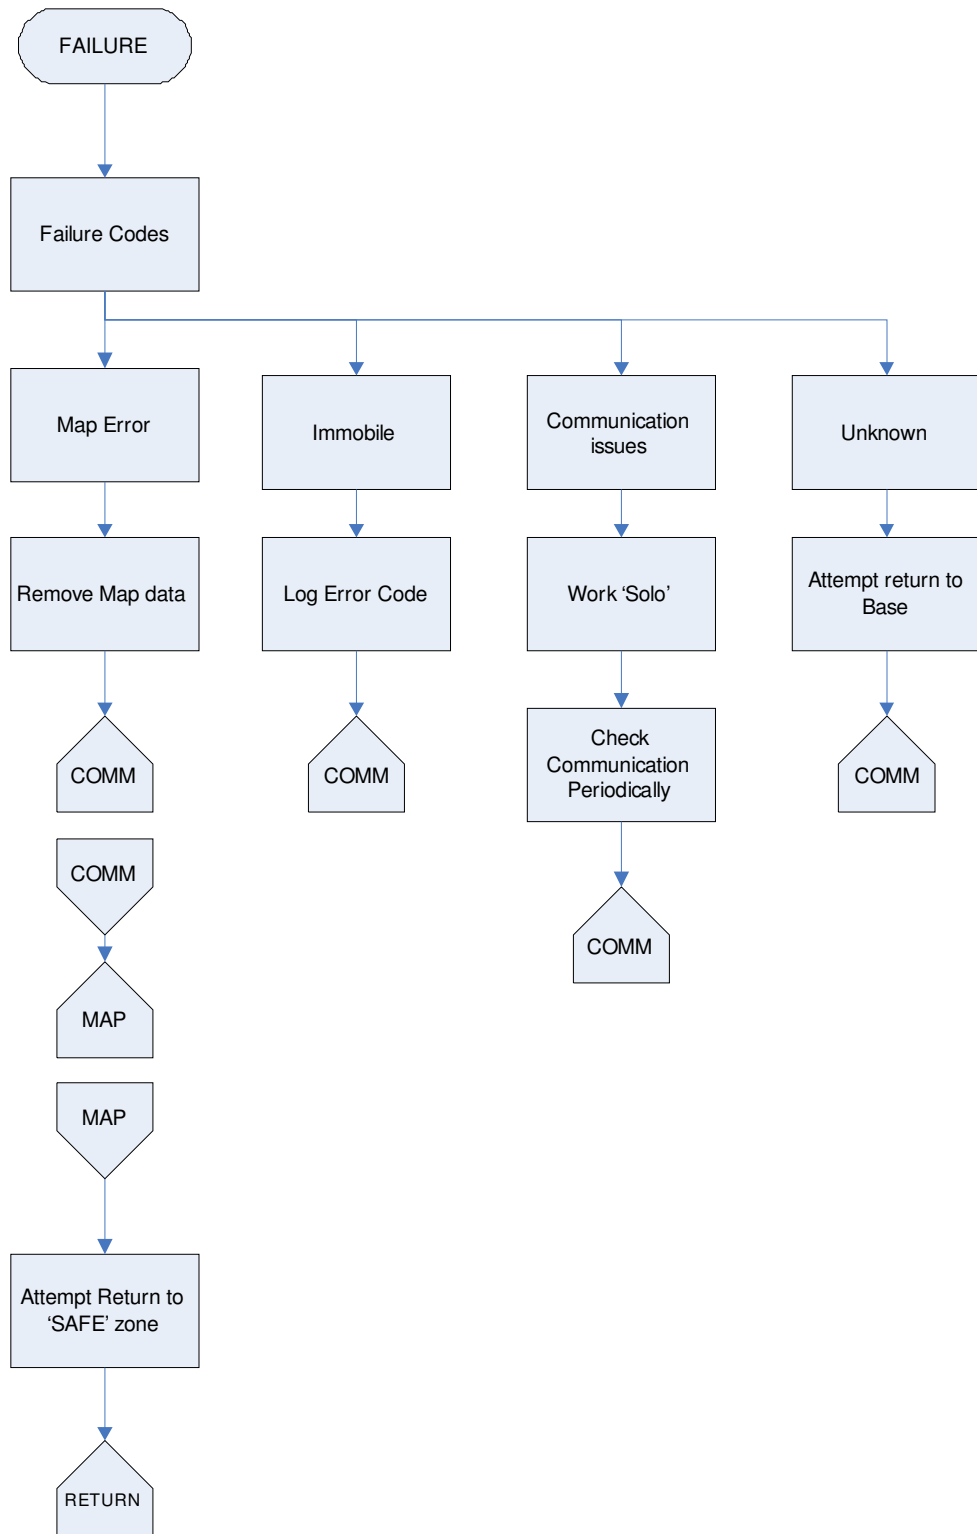 FAILURE
Failure Codes
Map Error
Immobile
Communication
issues
Unknown
Remove Map data
Log Error Code
Work ‘Solo’
Attempt return to
Base
COMM
COMM
Check
Communication
Periodically
COMM
COMM
COMM
MAP
MAP
Attempt Return to
‘SAFE’ zone
RETURN